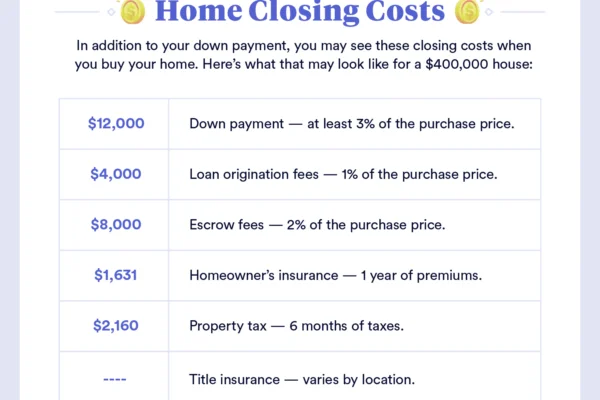 Home Closing Costs
In addition to your down payment, you may see these closing costs when
you buy your home. Here’s what that may look like for a $400,000 house:
$12,000 Down payment — at least 3% of the purchase price.
$4,000 Loan origination fees — 1% of the purchase price.
$8,000 Escrow fees — 2% of the purchase price.
$1,631 Homeowner’s insurance — 1 year of premiums.
$2,160 Property tax — 6 months of taxes.
---- Title insurance — varies by location.